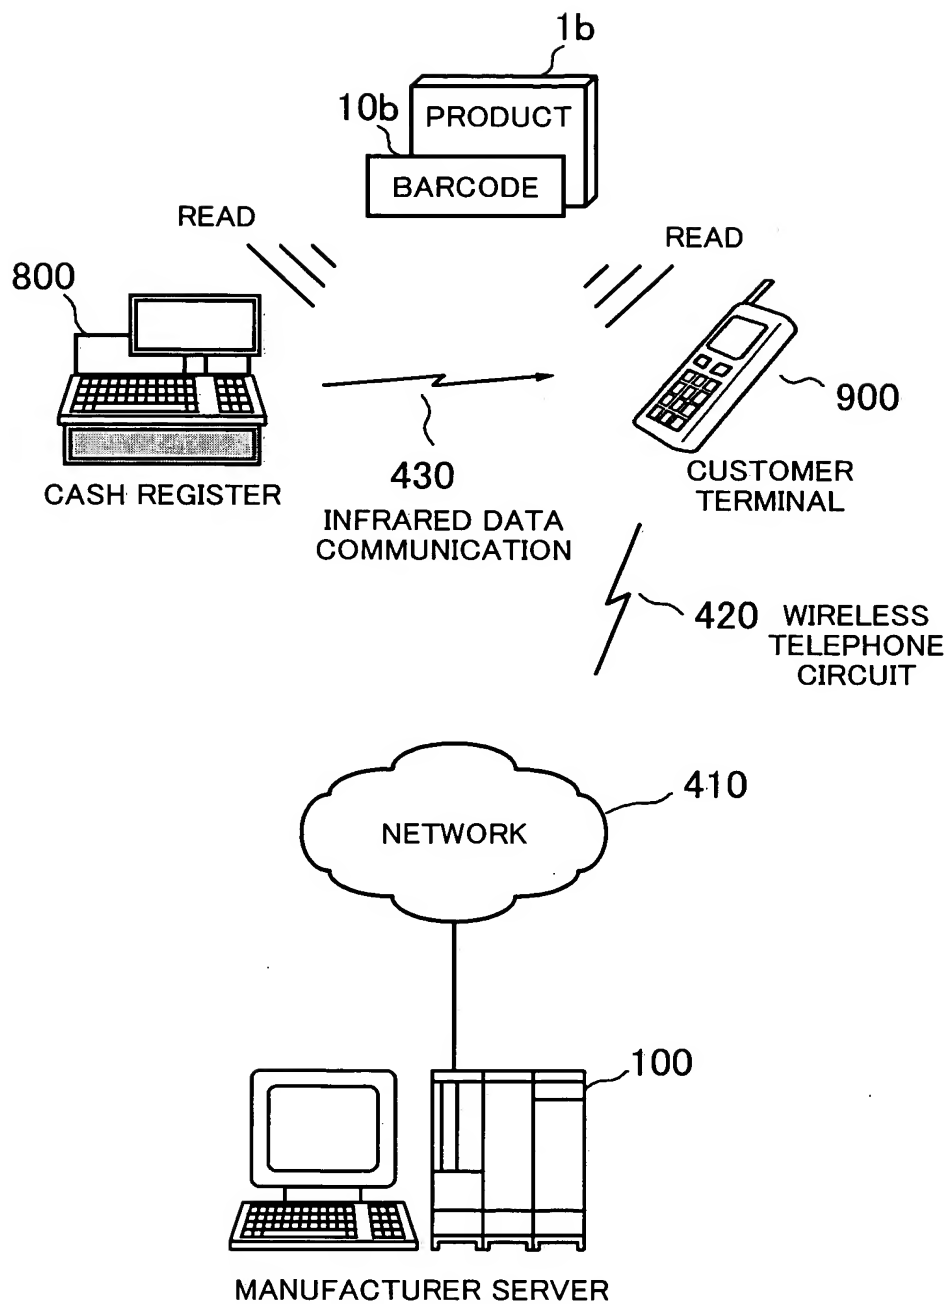 1b
10b
PRODUCT
BARCODE
READ
READ
800
900
CASH REGISTER
430
INFRARED DATA
COMMUNICATION
CUSTOMER
TERMINAL
420
WIRELESS
TELEPHONE
CIRCUIT
410
NETWORK
100
MANUFACTURER SERVER